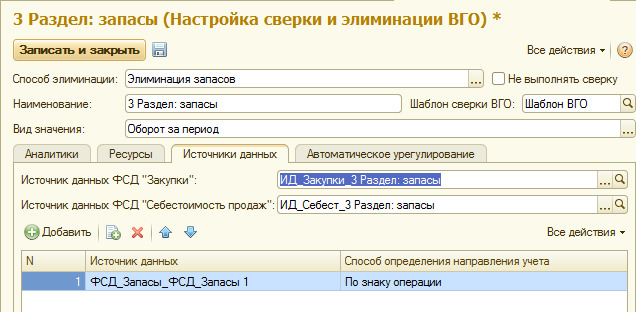 3 Раздел: запасы (Настройка сверки и элиминации ВГО) *
Записать и закрыть Все действия ?
Способ элиминации: Элиминация запасов ... Не выполнять сверку
Наименование: 3 Раздел: запасы Шаблон сверки ВГО: Шаблон ВГО
Вид значения: Оборот за период ...
Аналитики Ресурсы Источники данных Автоматическое урегулирование
Источник данных ФСД "Закупки": ИД_Закупки_3 Раздел: запасы ...
Источник данных ФСД "Себестоимость продаж": ИД_Себест_3 Раздел: запасы ...
Добавить Все действия
N Источник данных Способ определения направления учета
1 ФСД_Запасы_ФСД_Запасы 1 По знаку операции